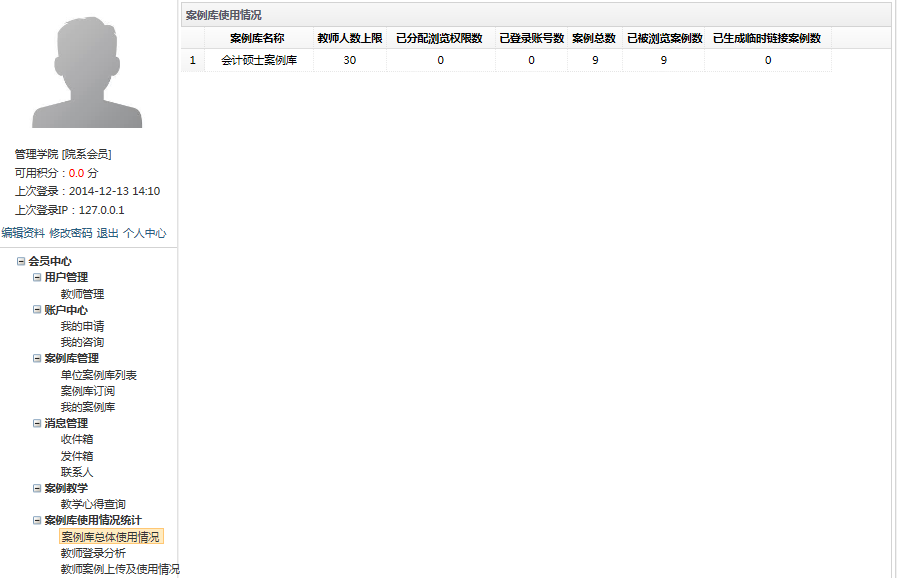 管理学院 [院系会员]
可用积分：0.0 分
上次登录：2014-12-13 14:10
上次登录IP：127.0.0.1
编辑资料 修改密码 退出 个人中心
会员中心
用户管理
教师管理
账户中心
我的申请
我的咨询
案例库管理
单位案例库列表
案例库订阅
我的案例库
消息管理
收件箱
发件箱
联系人
案例教学
教学心得查询
案例库使用情况统计
案例库总体使用情况
教师登录分析
教师案例上传及使用情况
案例库使用情况
案例库名称 教师人数上限 已分配浏览权限数 已登录账号数 案例总数 已被浏览案例数 已生成临时链接案例数
1 会计硕士案例库 30 0 0 9 9 0